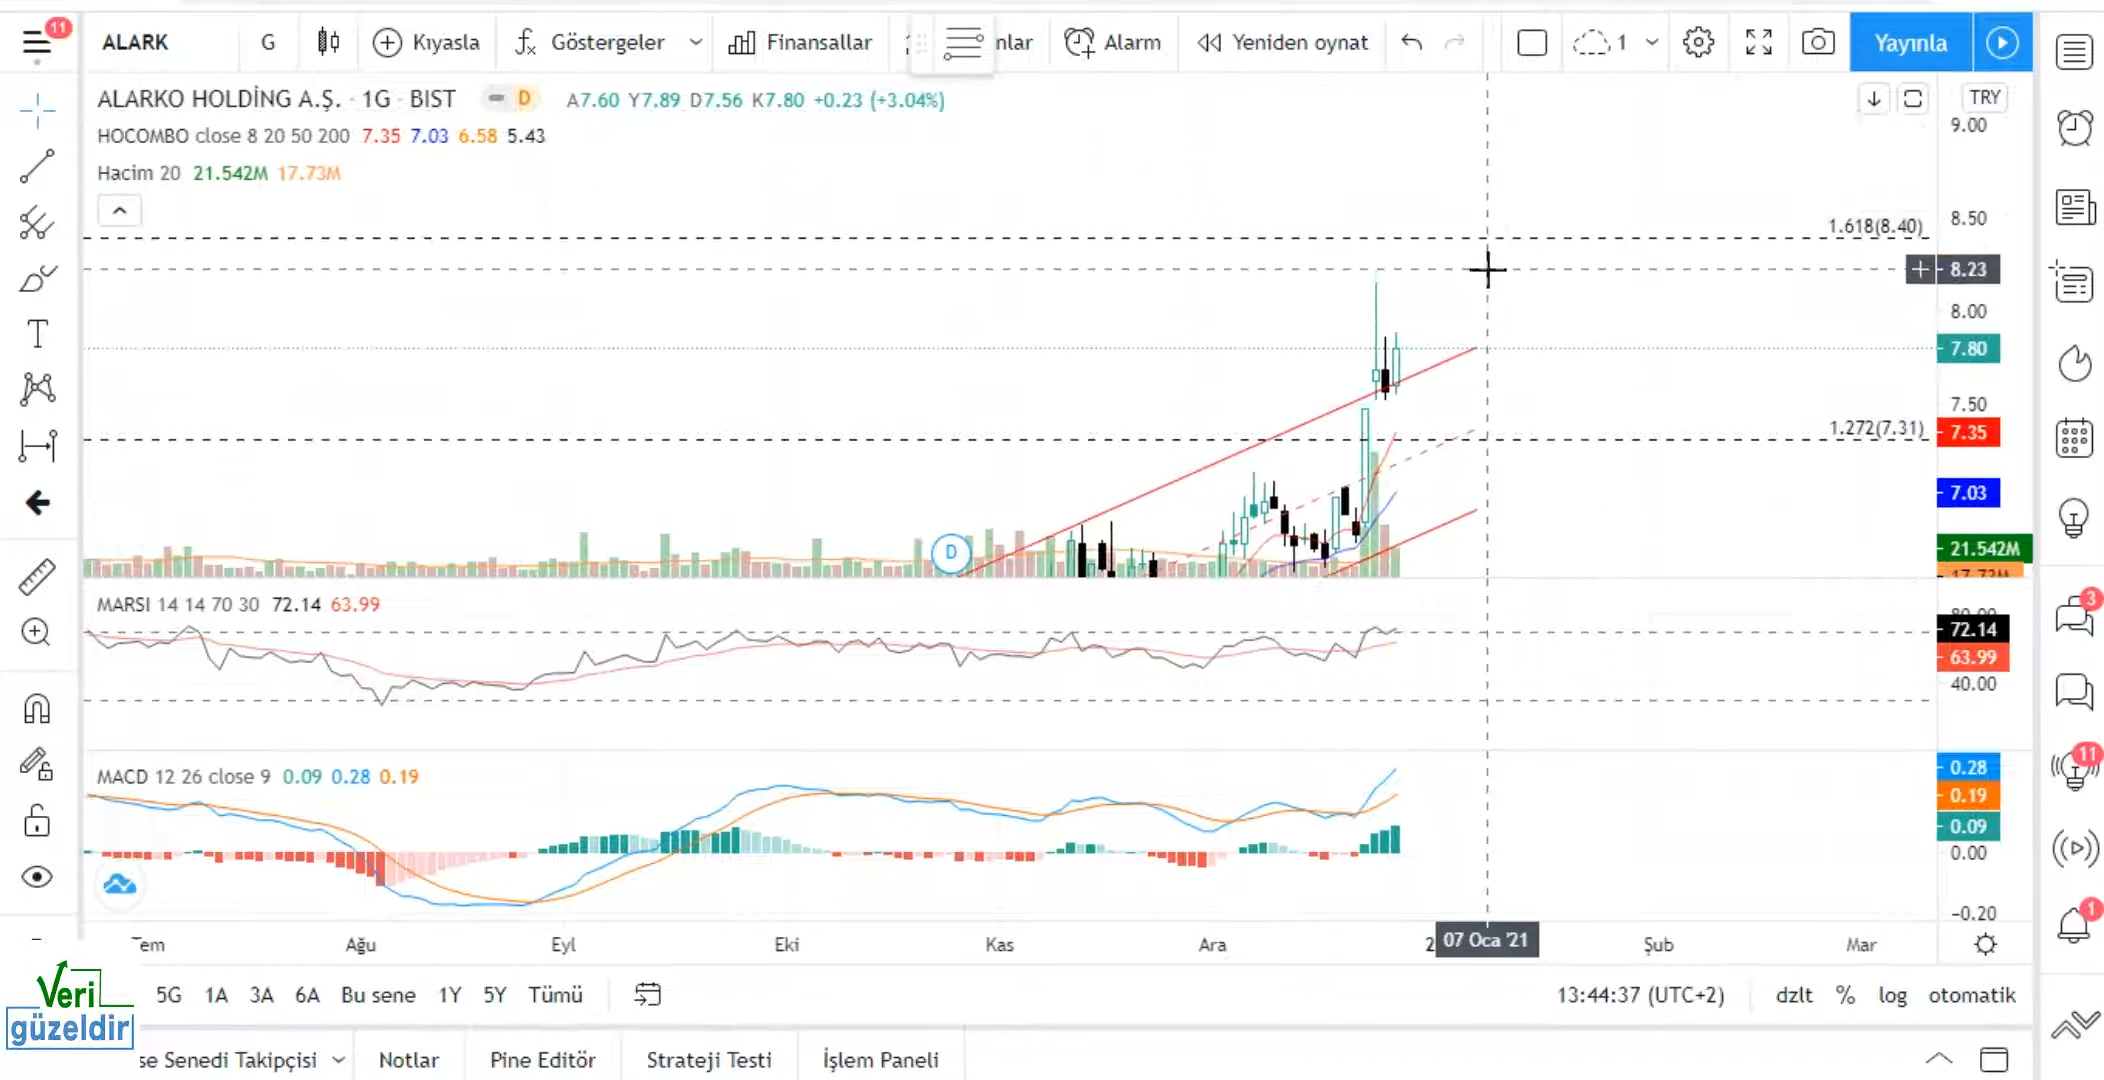 11
ALARK G Kıyasla Göstergeler Finansallar nlar Alarm Yeniden oynat 1 Yayınla
ALARKO HOLDİNG A.Ş. · 1G · BIST D A7.60 Y7.89 D7.56 K7.80 +0.23 (+3.04%) TRY
9.00
HOCOMBO close 8 20 50 200 7.35 7.03 6.58 5.43
Hacim 20 21.542M 17.73M
1.618(8.40) 8.50
8.23
8.00
7.80
7.50
1.272(7.31) 7.35
7.03
D 21.542M
17.73M
MARSI 14 14 70 30 72.14 63.99
80.00
3
72.14
63.99
40.00
MACD 12 26 close 9 0.09 0.28 0.19
0.28
11
0.19
0.09
0.00
-0.20
1
Tem Ağu Eyl Eki Kas Ara 2 07 Oca '21 Şub Mar
Veri
güzeldir
5G 1A 3A 6A Bu sene 1Y 5Y Tümü 13:44:37 (UTC+2) dzlt % log otomatik
se Senedi Takipçisi Notlar Pine Editör Strateji Testi İşlem Paneli